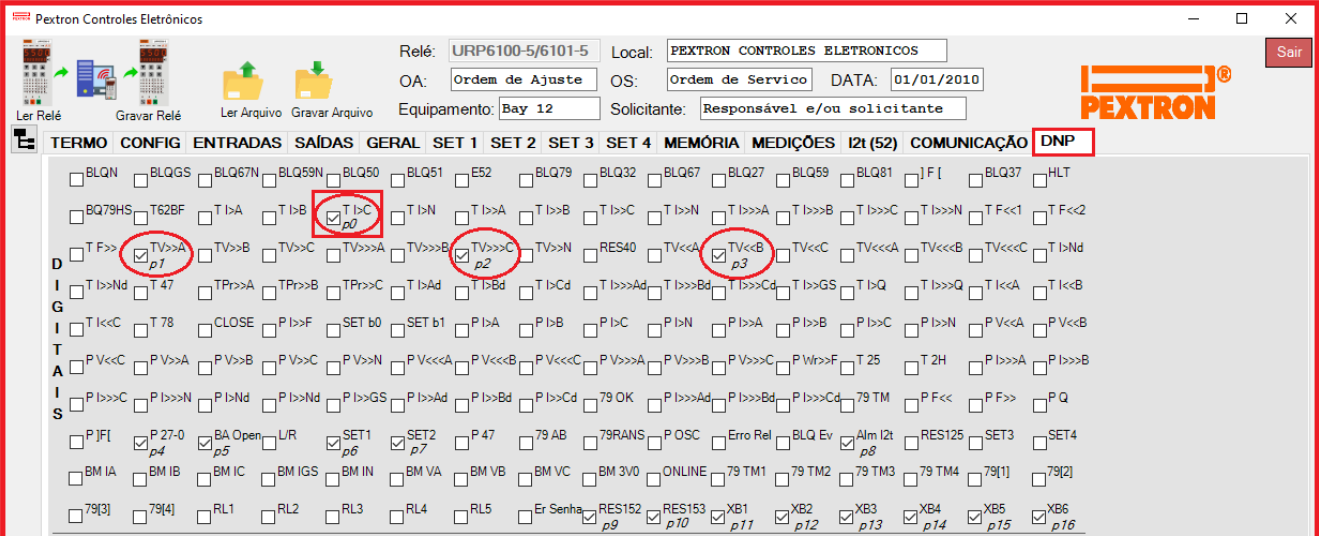 PEXTRON Pextron Controles Eletrônicos
Relé: URP6100-5/6101-5 Local: PEXTRON CONTROLES ELETRONICOS Sair
OA: Ordem de Ajuste OS: Ordem de Servico DATA: 01/01/2010
Ler Relé Gravar Relé Ler Arquivo Gravar Arquivo Equipamento: Bay 12 Solicitante: Responsável e/ou solicitante PEXTRON®
TERMO CONFIG ENTRADAS SAÍDAS GERAL SET 1 SET 2 SET 3 SET 4 MEMÓRIA MEDIÇÕES I2t (52) COMUNICAÇÃO DNP
DIGITAIS
BLQN BLQGS BLQ67N BLQ59N BLQ50 BLQ51 E52 BLQ79 BLQ32 BLQ67 BLQ27 BLQ59 BLQ81 ] F [ BLQ37 HLT
BQ79HS T62BF T I>A T I>B T I>C T I>N T I>>A T I>>B T I>>C T I>>N T I>>>A T I>>>B T I>>>C T I>>>N T F<<1 T F<<2
p0
T F>> TV>>A TV>>B TV>>C TV>>>A TV>>>B TV>>>C TV>>N RES40 TV<<A TV<<B TV<<C TV<<<A TV<<<B TV<<<C T I>Nd
p1 p2 p3
T I>>Nd T 47 TPr>>A TPr>>B TPr>>C T I>Ad T I>Bd T I>Cd T I>>>Ad T I>>>Bd T I>>>Cd T I>>GS T I>Q T I>>>Q T I<<A T I<<B
T I<<C T 78 CLOSE P I>>F SET b0 SET b1 P I>A P I>B P I>C P I>N P I>>A P I>>B P I>>C P I>>N P V<<A P V<<B
P V<<C P V>>A P V>>B P V>>C P V>>N P V<<<A P V<<<B P V<<<C P V>>>A P V>>>B P V>>>C P Wr>>F T 25 T 2H P I>>>A P I>>>B
P I>>>C P I>>>N P I>Nd P I>>Nd P I>>GS P I>>Ad P I>>Bd P I>>Cd 79 OK P I>>>Ad P I>>>Bd P I>>>Cd 79 TM P F<< P F>> P Q
P ]F[ P 27-0 BA Open L/R SET1 SET2 P 47 79 AB 79RANS P OSC Erro Rel BLQ Ev Alm I2t RES125 SET3 SET4
p4 p5 p6 p7 p8
BM IA BM IB BM IC BM IGS BM IN BM VA BM VB BM VC BM 3V0 ONLINE 79 TM1 79 TM2 79 TM3 79 TM4 79[1] 79[2]
79[3] 79[4] RL1 RL2 RL3 RL4 RL5 Er Senha RES152 RES153 XB1 XB2 XB3 XB4 XB5 XB6
p9 p10 p11 p12 p13 p14 p15 p16